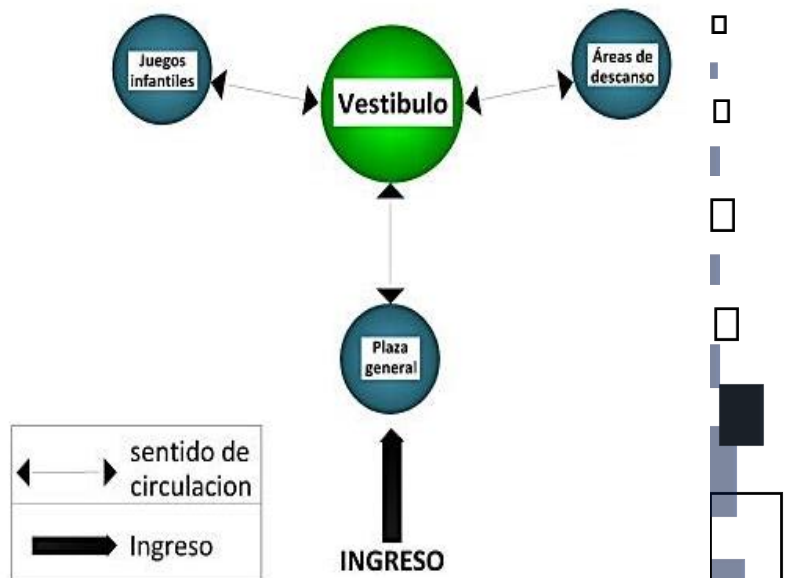 Juegos
infantiles
Vestibulo
Áreas de
descanso
Plaza
general
sentido de
circulacion
Ingreso
INGRESO